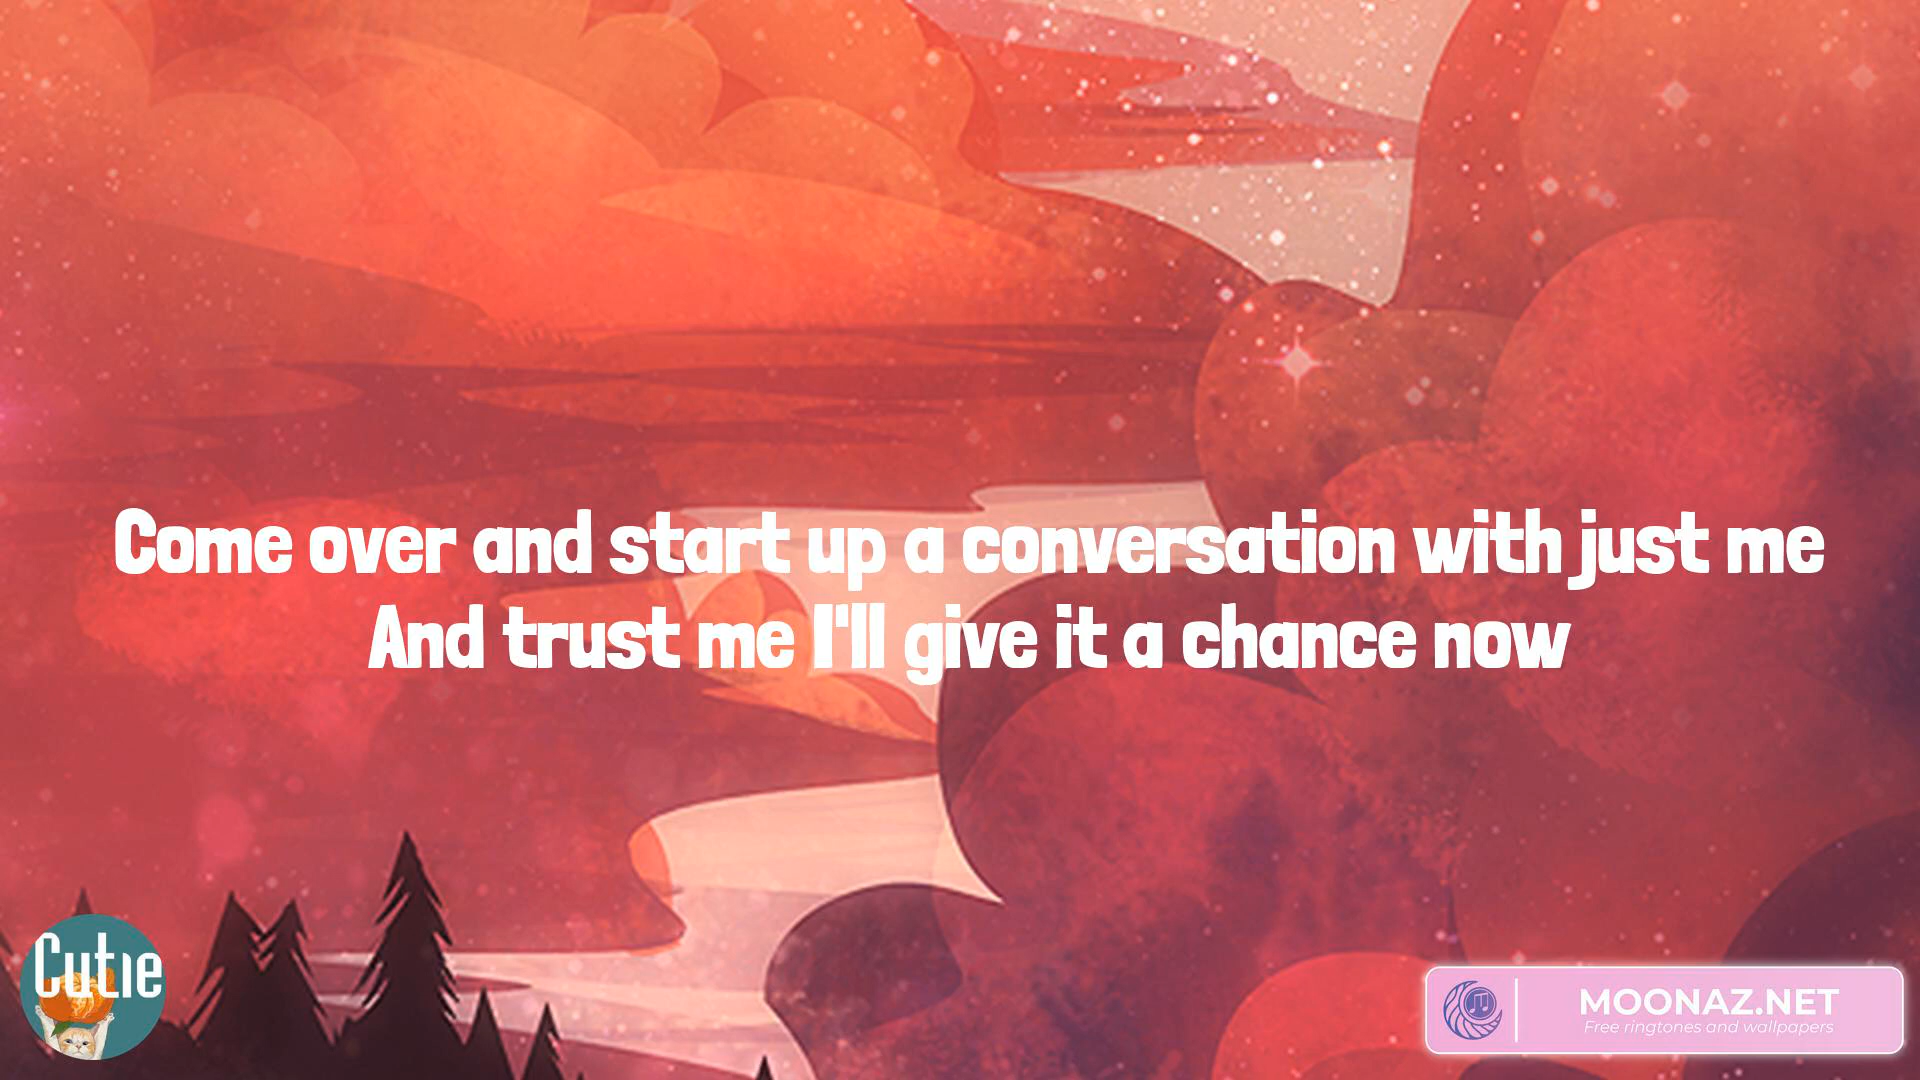 Come over and start up a conversation with just me
And trust me I'll give it a chance now
Cutie
MOONAZ.NET
Free ringtones and wallpapers